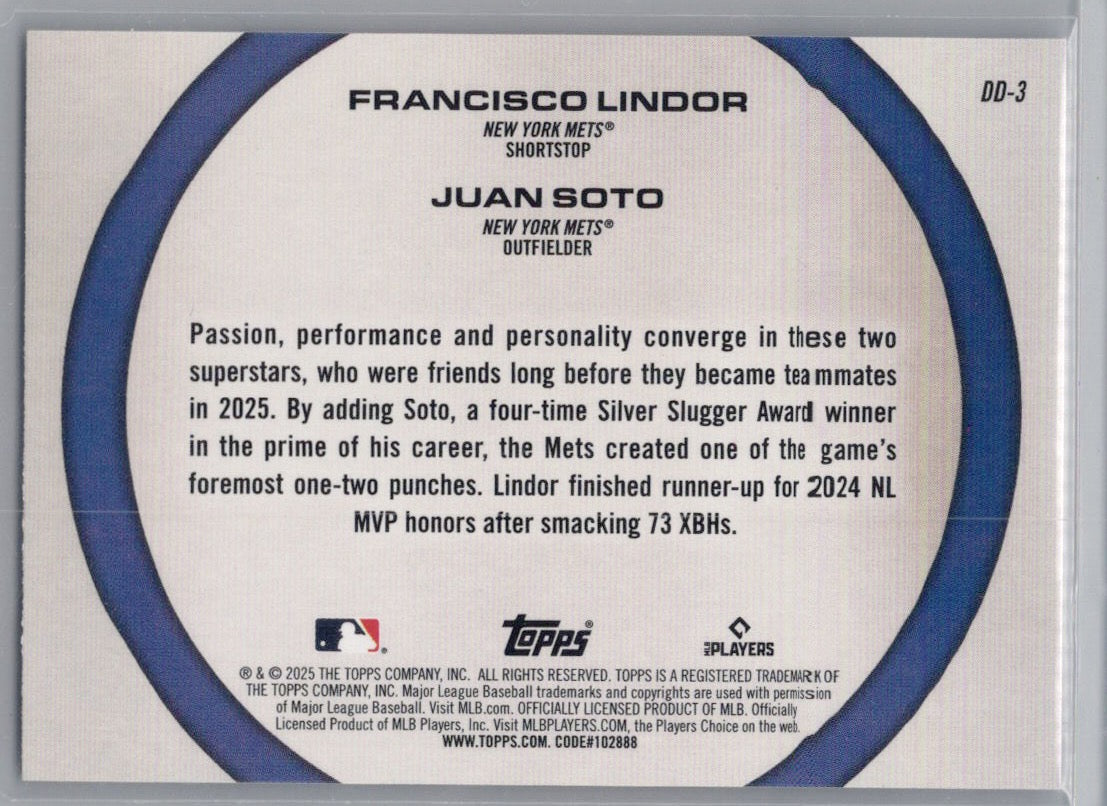 DD-3
FRANCISCO LINDOR
NEW YORK METS®
SHORTSTOP
JUAN SOTO
NEW YORK METS®
OUTFIELDER
Passion, performance and personality converge in these two
superstars, who were friends long before they became teammates
in 2025. By adding Soto, a four-time Silver Slugger Award winner
in the prime of his career, the Mets created one of the game's
foremost one-two punches. Lindor finished runner-up for 2024 NL
MVP honors after smacking 73 XBHs.
® TOPPS® MLB PLAYERS
® & © 2025 THE TOPPS COMPANY, INC. ALL RIGHTS RESERVED. TOPPS IS A REGISTERED TRADEMARK OF
THE TOPPS COMPANY, INC. Major League Baseball trademarks and copyrights are used with permission
of Major League Baseball. Visit MLB.com. OFFICIALLY LICENSED PRODUCT OF MLB. Officially
Licensed Product of MLB Players, Inc. Visit MLBPLAYERS.COM, the Players Choice on the web.
WWW.TOPPS.COM. CODE#102888